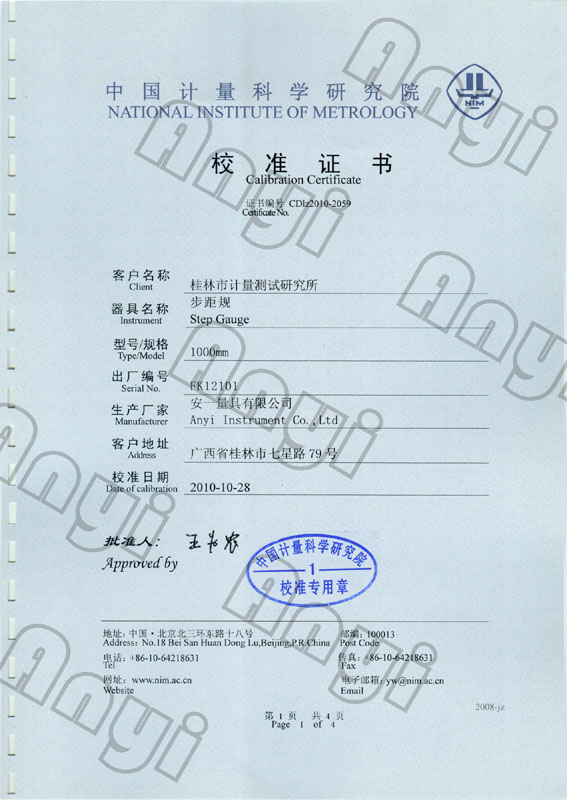 中国计量科学研究院
NATIONAL INSTITUTE OF METROLOGY
NIM
校准证书
Calibration Certificate
证书编号 CDlz2010-2059
Certificate No.
客户名称 桂林市计量测试研究所
Client
器具名称 步距规
Instrument Step Gauge
型号/规格 1000mm
Type/Model
出厂编号 FK12101
Serial No.
生产厂家 安一量具有限公司
Manufacturer Anyi Instrument Co.,Ltd
客户地址 广西省桂林市七星路79号
Address
校准日期 2010-10-28
Date of calibration
批准人:
Approved by
中国计量科学研究院
1
校准专用章
地址: 中国·北京北三环东路十八号 邮编: 100013
Address: No.18 Bei San Huan Dong Lu,Beijing,P.R.China Post Code
电话: +86-10-64218631 传真: +86-10-64218631
Tel Fax
网址: www.nim.ac.cn 电子邮箱: yw@nim.ac.cn
Website Email
2008-jz
第 1 页 共 4 页
Page 1 of 4
Anyi
Anyi
Anyi
Anyi
Anyi
Anyi
Anyi